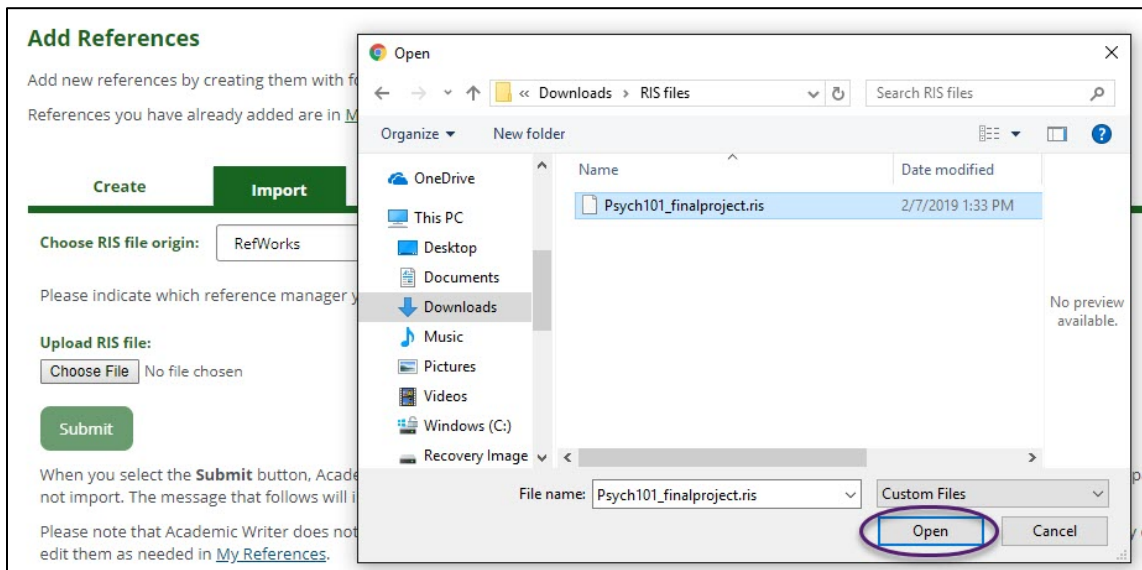 Add References
Add new references by creating them with
References you have already added are in
Create
Import
Choose RIS file origin:
RefWorks
Please indicate which reference manager
Upload RIS file:
Choose File No file chosen
Submit
When you select the Submit button,
not import. The message that follows will
Please note that Academic Writer does not
edit them as needed in My References.
Open
« Downloads › RIS files
Search RIS files
Organize
New folder
OneDrive
This PC
Desktop
Documents
Downloads
Music
Pictures
Videos
Windows (C:)
Recovery Image
Name
Date modified
Psych101_finalproject.ris
2/7/2019 1:33 PM
No preview
available.
File name:
Psych101_finalproject.ris
Custom Files
Open
Cancel